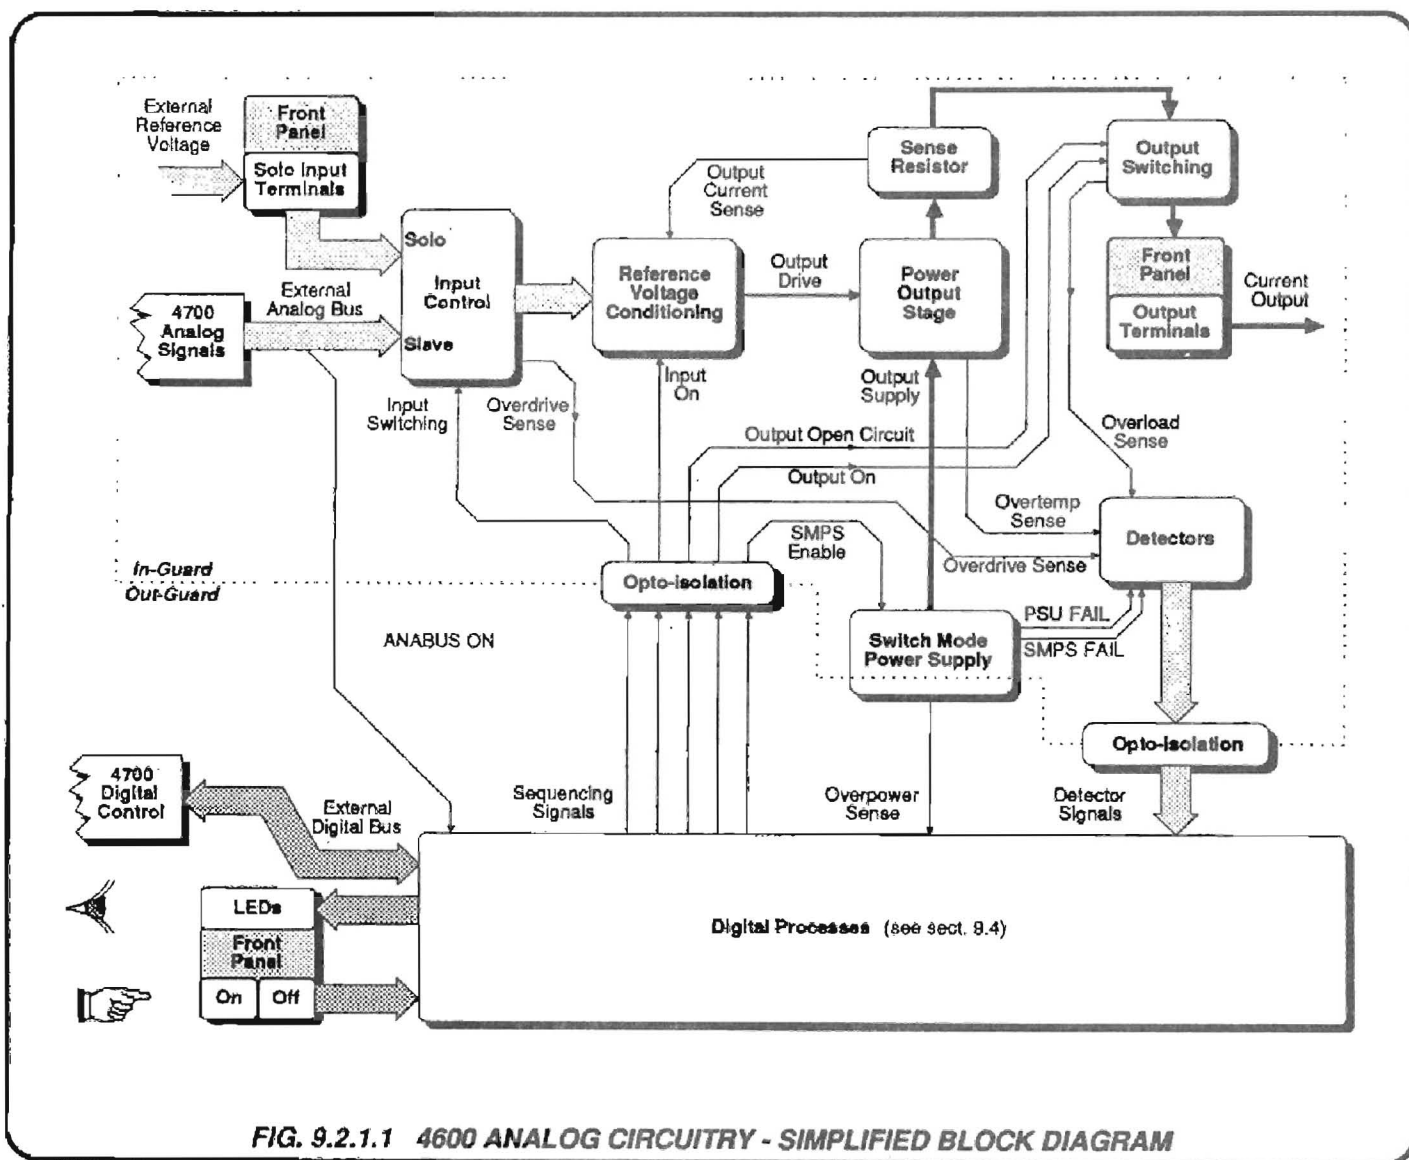 External
Reference
Voltage
Front
Panel
Solo Input
Terminals
4700
Analog
Signals
External
Analog Bus
Solo
Input
Control
Slave
Reference
Voltage
Conditioning
Output
Current
Sense
Output
Drive
Sense
Resistor
Power
Output
Stage
Output
Switching
Front
Panel
Output
Terminals
Current
Output
Input
Switching
Overdrive
Sense
Input
On
Output
Supply
Output Open Circuit
Output On
Overload
Sense
SMPS
Enable
Overtemp
Sense
Overdrive Sense
Detectors
In-Guard
Out-Guard
Opto-isolation
ANABUS ON
Switch Mode
Power Supply
PSU FAIL
SMPS FAIL
Opto-isolation
4700
Digital
Control
External
Digital Bus
Sequencing
Signals
Overpower
Sense
Detector
Signals
LEDs
Front
Panel
On
Off
Digital Processes (see sect. 9.4)
FIG. 9.2.1.1 4600 ANALOG CIRCUITRY - SIMPLIFIED BLOCK DIAGRAM